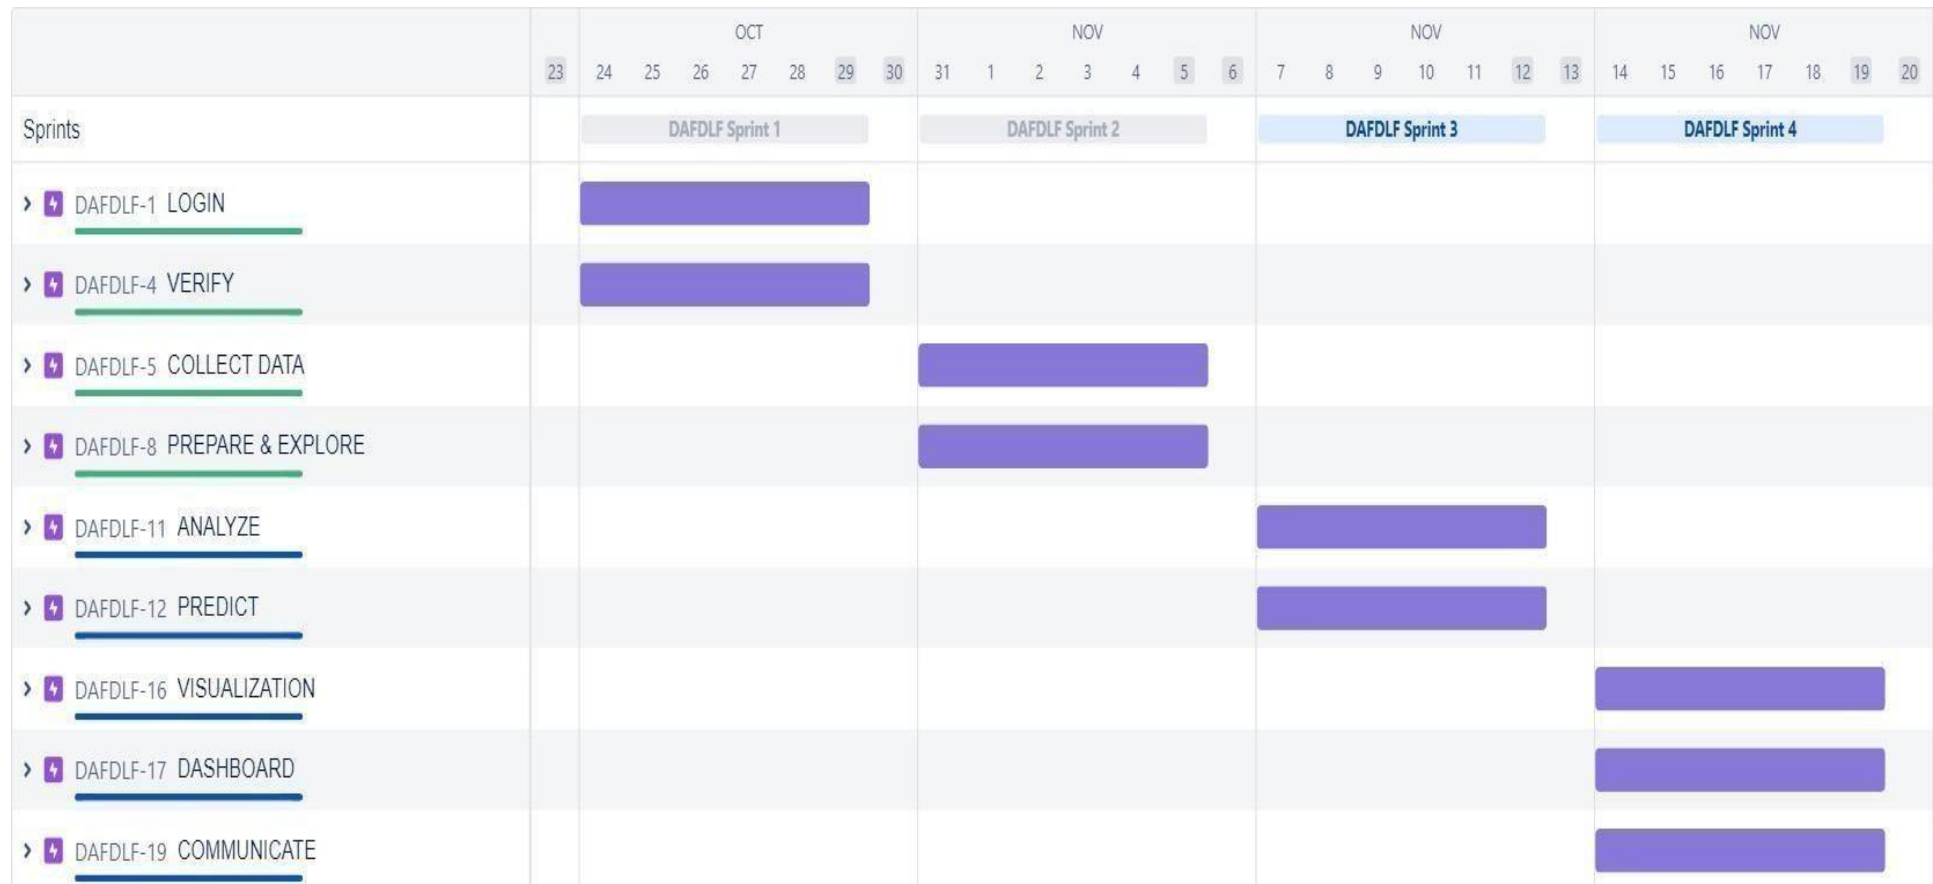 OCT NOV NOV NOV
23 24 25 26 27 28 29 30 31 1 2 3 4 5 6 7 8 9 10 11 12 13 14 15 16 17 18 19 20
Sprints DAFDLF Sprint 1 DAFDLF Sprint 2 DAFDLF Sprint 3 DAFDLF Sprint 4
DAFDLF-1 LOGIN
DAFDLF-4 VERIFY
DAFDLF-5 COLLECT DATA
DAFDLF-8 PREPARE & EXPLORE
DAFDLF-11 ANALYZE
DAFDLF-12 PREDICT
DAFDLF-16 VISUALIZATION
DAFDLF-17 DASHBOARD
DAFDLF-19 COMMUNICATE